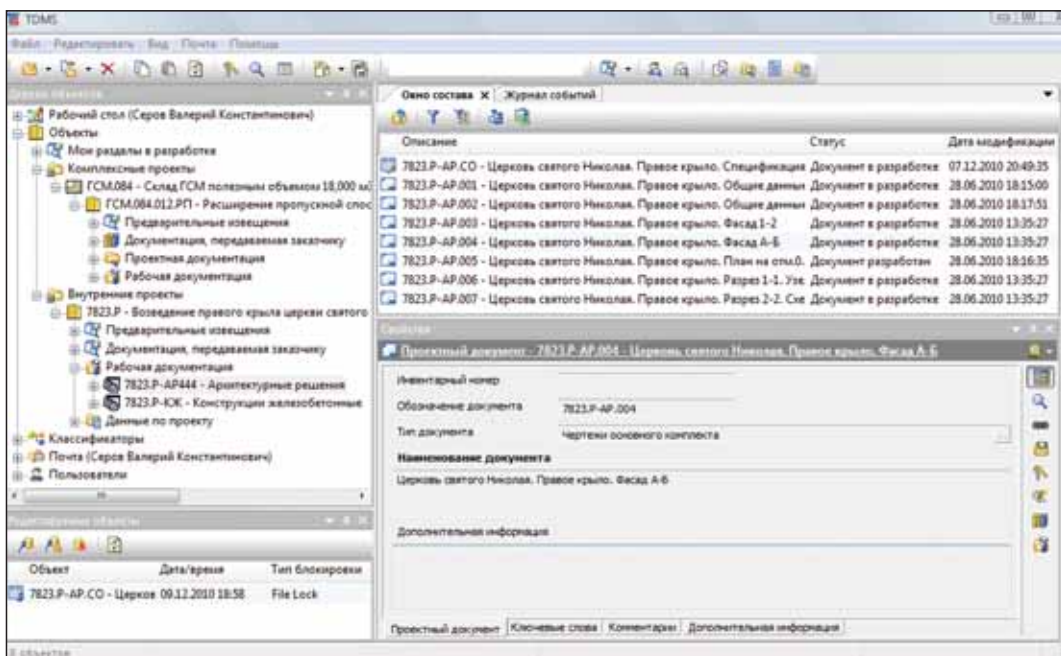 TDMS
Файл Редактировать Вид Почта Помощь
Дерево объектов
Рабочий стол (Серов Валерий Константинович)
Объекты
Мои разделы в разработке
Комплексные проекты
ГСМ.084 - Склад ГСМ полезным объемом 18,000 м
ГСМ.084.012.РП - Расширение пропускной спос
Предварительные извещения
Документация, передаваемая заказчику
Проектная документация
Рабочая документация
Внутренние проекты
7823.Р - Возведение правого крыла церкви святого
Предварительные извещения
Документация, передаваемая заказчику
Рабочая документация
7823.Р-АР444 - Архитектурные решения
7823.Р-КЖ - Конструкции железобетонные
Данные по проекту
Классификаторы
Почта (Серов Валерий Константинович)
Пользователи
Редактируемые объекты
Объект Дата/время Тип блокировки
7823.Р-АР.СО - Церков 09.12.2010 18:58 File Lock
Окно состава X Журнал событий
Описание Статус Дата модификации
7823.Р-АР.СО - Церковь святого Николая. Правое крыло. Спецификация Документ в разработке 07.12.2010 20:49:35
7823.Р-АР.001 - Церковь святого Николая. Правое крыло. Общие данные Документ в разработке 28.06.2010 18:15:00
7823.Р-АР.002 - Церковь святого Николая. Правое крыло. Общие данные Документ в разработке 28.06.2010 18:17:51
7823.Р-АР.003 - Церковь святого Николая. Правое крыло. Фасад 1-2 Документ в разработке 28.06.2010 13:35:27
7823.Р-АР.004 - Церковь святого Николая. Правое крыло. Фасад А-Б Документ в разработке 28.06.2010 13:35:27
7823.Р-АР.005 - Церковь святого Николая. Правое крыло. План на отм.0. Документ разработан 28.06.2010 18:16:35
7823.Р-АР.006 - Церковь святого Николая. Правое крыло. Разрез 1-1. Узе Документ в разработке 28.06.2010 13:35:27
7823.Р-АР.007 - Церковь святого Николая. Правое крыло. Разрез 2-2. Схе Документ в разработке 28.06.2010 13:35:27
Свойства
Проектный документ - 7823.Р-АР.004 - Церковь святого Николая. Правое крыло. Фасад А-Б
Инвентарный номер
Обозначение документа 7823.Р-АР.004
Тип документа Чертежи основного комплекта
Наименование документа
Церковь святого Николая. Правое крыло. Фасад А-Б
Дополнительная информация
Проектный документ Ключевые слова Комментарии Дополнительная информация
8 объектов